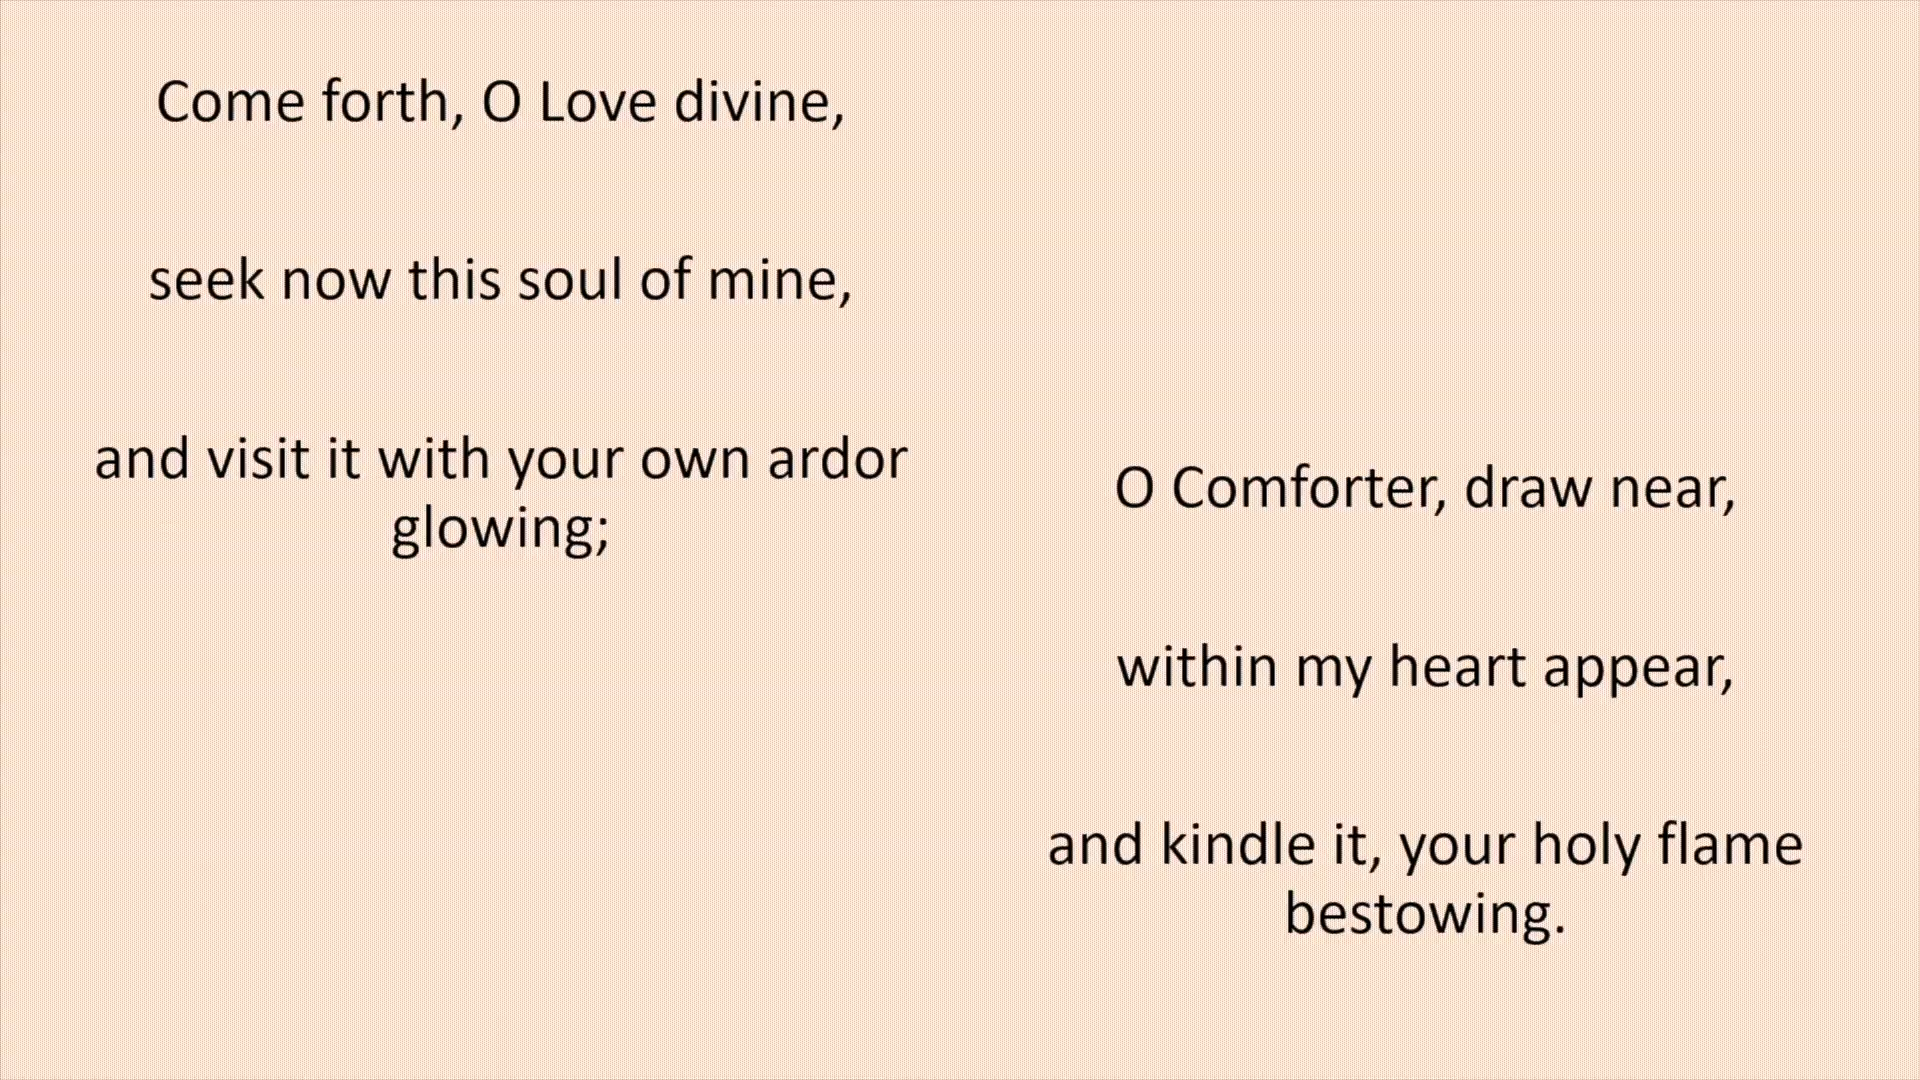 Come forth, O Love divine,
seek now this soul of mine,
and visit it with your own ardor
glowing;
O Comforter, draw near,
within my heart appear,
and kindle it, your holy flame
bestowing.